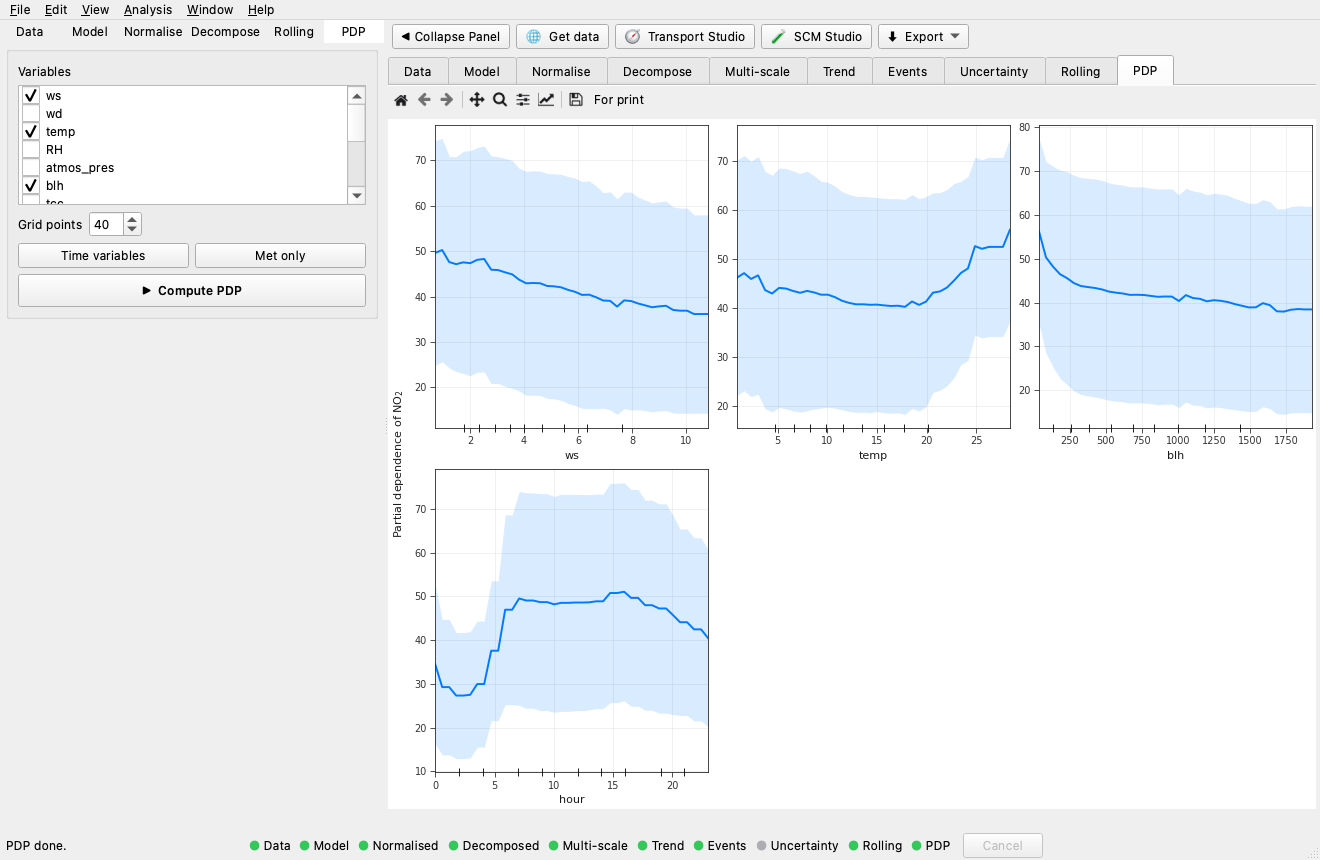 File Edit View Analysis Window Help
Data Model Normalise Decompose Rolling PDP
Collapse Panel Get data Transport Studio SCM Studio Export
Variables
ws
wd
temp
RH
atmos_pres
blh
Grid points 40
Time variables Met only
Compute PDP
Data Model Normalise Decompose Multi-scale Trend Events Uncertainty Rolling PDP
For print
Partial dependence of NO₂
70
60
50
40
30
20
2 4 6 8 10
ws
70
60
50
40
30
20
5 10 15 20 25
temp
80
70
60
50
40
30
20
250 500 750 1000 1250 1500 1750
blh
70
60
50
40
30
20
10
0 5 10 15 20
hour
PDP done. Data Model Normalised Decomposed Multi-scale Trend Events Uncertainty Rolling PDP Cancel